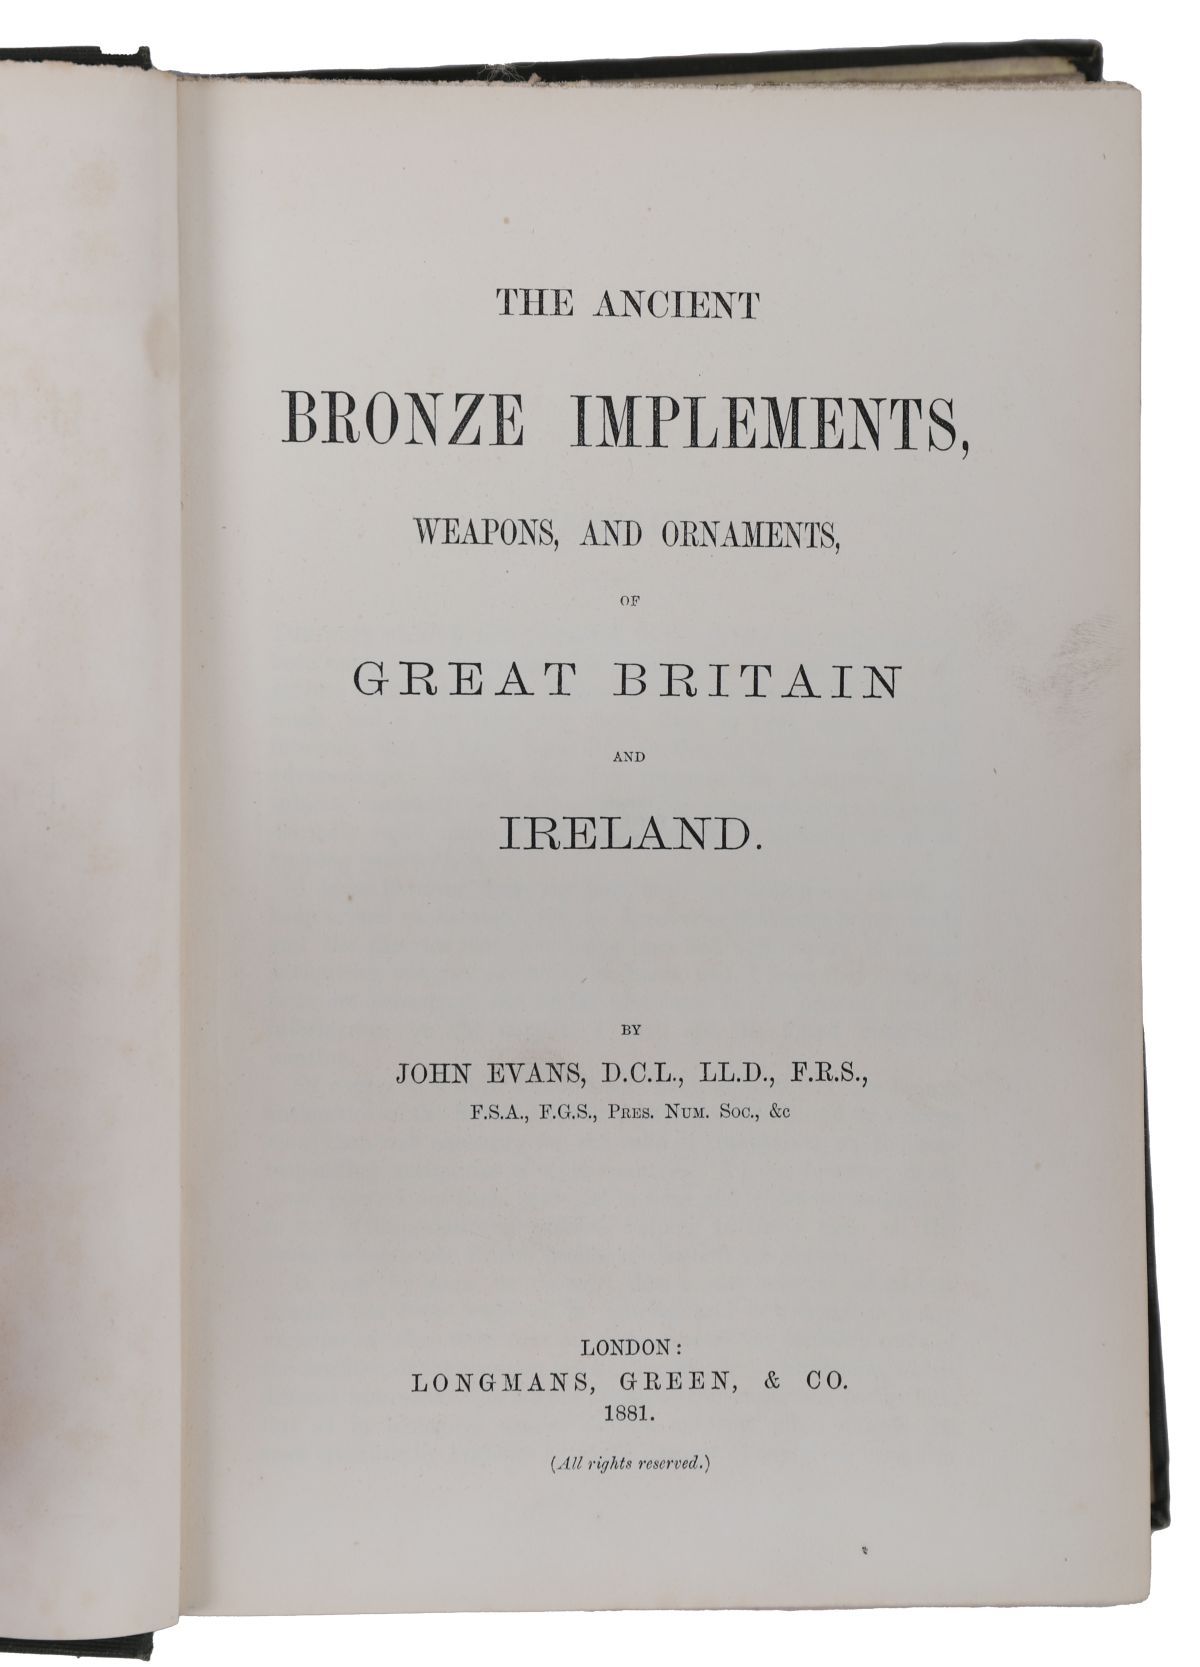 THE ANCIENT
BRONZE IMPLEMENTS,
WEAPONS, AND ORNAMENTS,
OF
GREAT BRITAIN
AND
IRELAND.
BY
JOHN EVANS, D.C.L., LL.D., F.R.S.,
F.S.A., F.G.S., PRES. NUM. SOC., &c
LONDON:
LONGMANS, GREEN, & CO.
1881.
(All rights reserved.)